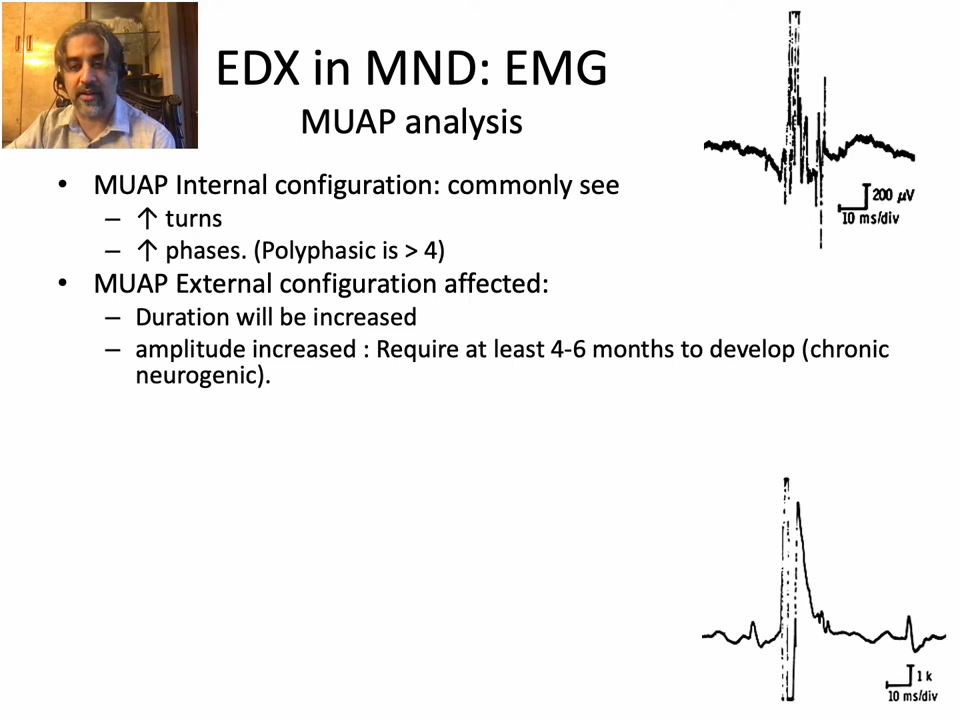 EDX in MND: EMG
MUAP analysis
• MUAP Internal configuration: commonly see
– ↑ turns
– ↑ phases. (Polyphasic is > 4)
• MUAP External configuration affected:
– Duration will be increased
– amplitude increased : Require at least 4-6 months to develop (chronic
neurogenic).
200 µV
10 ms/div
1 k
10 ms/div